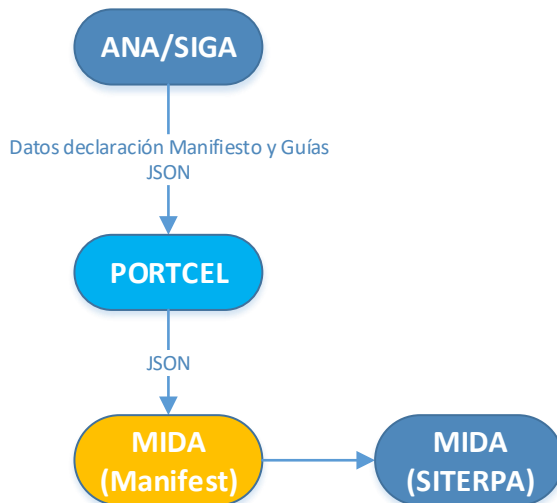 ANA/SIGA
Datos declaración Manifiesto y Guías
JSON
PORTCEL
JSON
MIDA
(Manifest)
MIDA
(SITERPA)